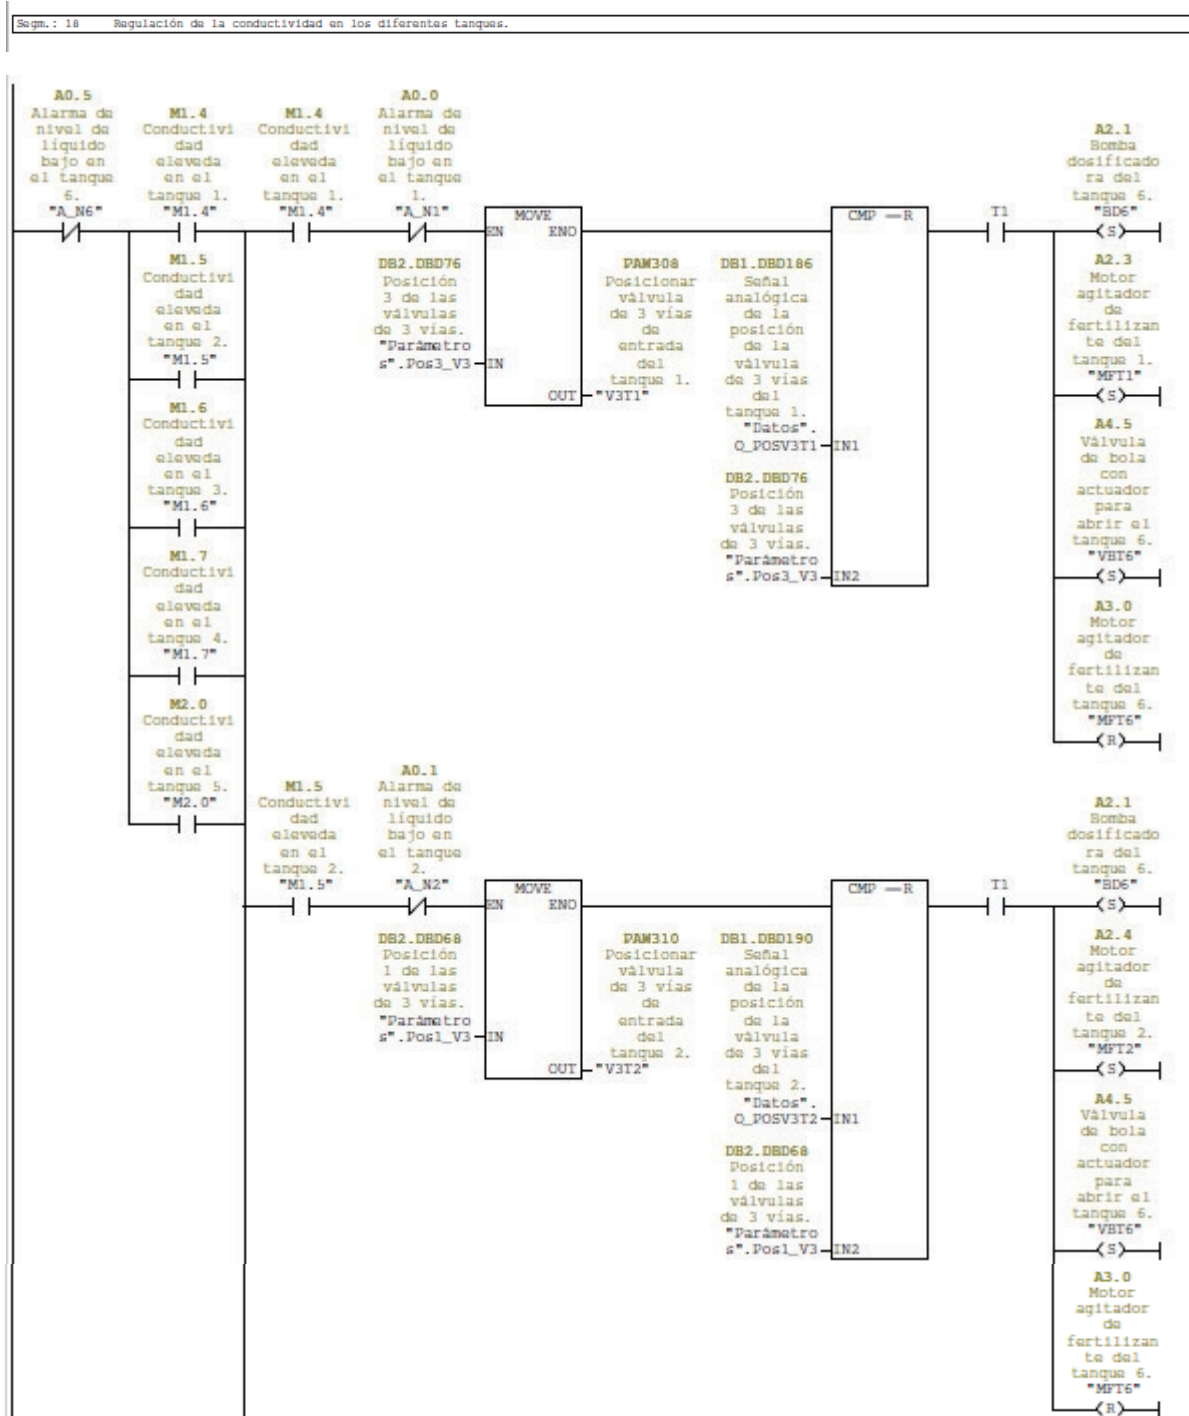 Segm.: 18 Regulación de la conductividad en los diferentes tanques.
A0.5
Alarma de
nivel de
líquido
bajo en
el tanque
6.
"A_N6"
M1.4
Conductivi
dad
elevada
en el
tanque 1.
"M1.4"
M1.4
Conductivi
dad
elevada
en el
tanque 1.
"M1.4"
A0.0
Alarma de
nivel de
líquido
bajo en
el tanque
1.
"A_N1"
MOVE
EN ENO
DB2.DBD76
Posición
3 de las
válvulas
de 3 vías.
"Parámetro
s".Pos3_V3
IN
OUT
PAW308
Posicionar
válvula
de 3 vías
de
entrada
del
tanque 1.
"V3T1"
DB1.DBD186
Señal
analógica
de la
posición
de la
válvula
de 3 vías
del
tanque 1.
"Datos".
Q_POSV3T1
IN1
DB2.DBD76
Posición
3 de las
válvulas
de 3 vías.
"Parámetro
s".Pos3_V3
IN2
CMP ==R
T1
A2.1
Bomba
dosificado
ra del
tanque 6.
"BD6"
S
A2.3
Motor
agitador
de
fertilizan
te del
tanque 1.
"MFT1"
S
A4.5
Válvula
de bola
con
actuador
para
abrir el
tanque 6.
"VBT6"
S
A3.0
Motor
agitador
de
fertilizan
te del
tanque 6.
"MFT6"
R
M1.5
Conductivi
dad
elevada
en el
tanque 2.
"M1.5"
M1.6
Conductivi
dad
elevada
en el
tanque 3.
"M1.6"
M1.7
Conductivi
dad
elevada
en el
tanque 4.
"M1.7"
M2.0
Conductivi
dad
elevada
en el
tanque 5.
"M2.0"
M1.5
Conductivi
dad
elevada
en el
tanque 2.
"M1.5"
A0.1
Alarma de
nivel de
líquido
bajo en
el tanque
2.
"A_N2"
MOVE
EN ENO
DB2.DBD68
Posición
1 de las
válvulas
de 3 vías.
"Parámetro
s".Pos1_V3
IN
OUT
PAW310
Posicionar
válvula
de 3 vías
de
entrada
del
tanque 2.
"V3T2"
DB1.DBD190
Señal
analógica
de la
posición
de la
válvula
de 3 vías
del
tanque 2.
"Datos".
Q_POSV3T2
IN1
DB2.DBD68
Posición
1 de las
válvulas
de 3 vías.
"Parámetro
s".Pos1_V3
IN2
CMP ==R
T1
A2.1
Bomba
dosificado
ra del
tanque 6.
"BD6"
S
A2.4
Motor
agitador
de
fertilizan
te del
tanque 2.
"MFT2"
S
A4.5
Válvula
de bola
con
actuador
para
abrir el
tanque 6.
"VBT6"
S
A3.0
Motor
agitador
de
fertilizan
te del
tanque 6.
"MFT6"
R